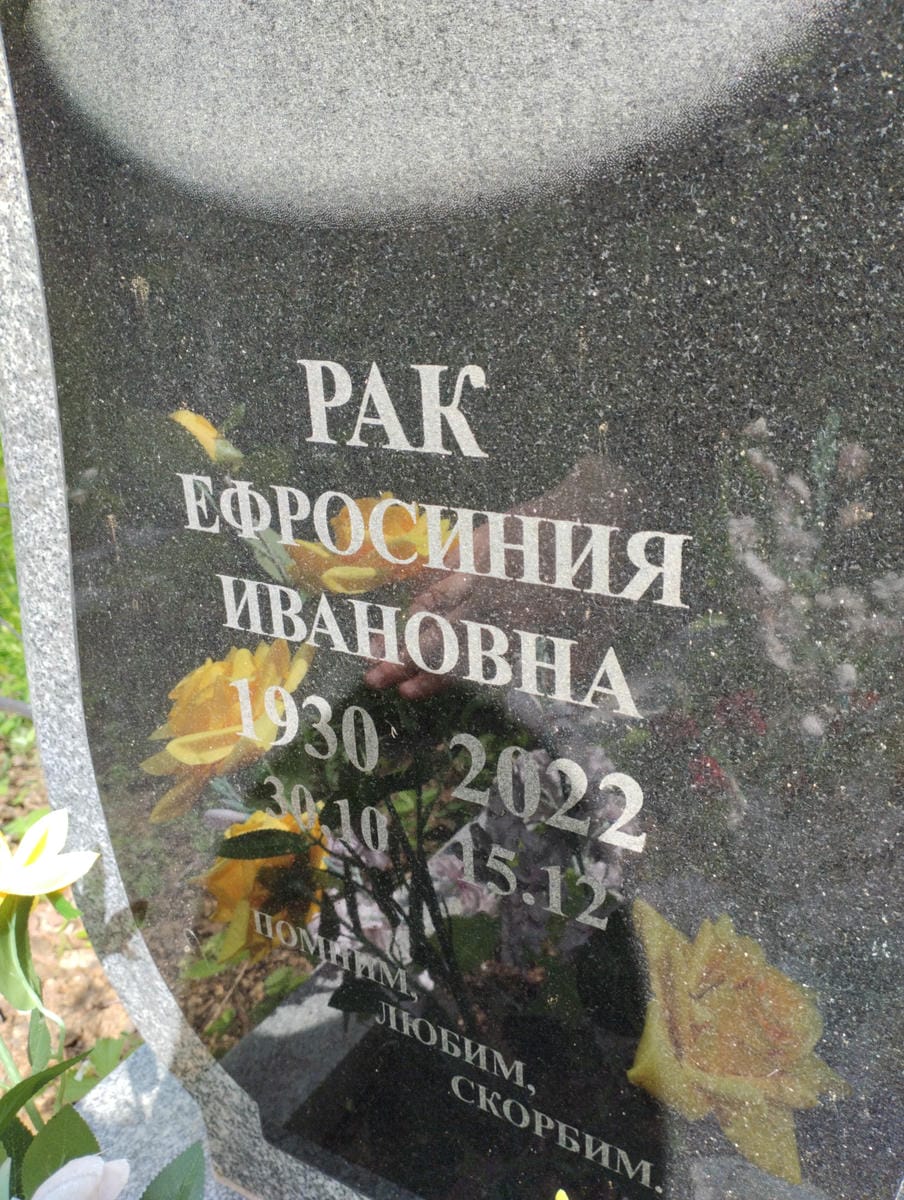 РАК
ЕФРОСИНИЯ
ИВАНОВНА
1930 2022
30.10 15.12
ПОМНИМ,
ЛЮБИМ,
СКОРБИМ.